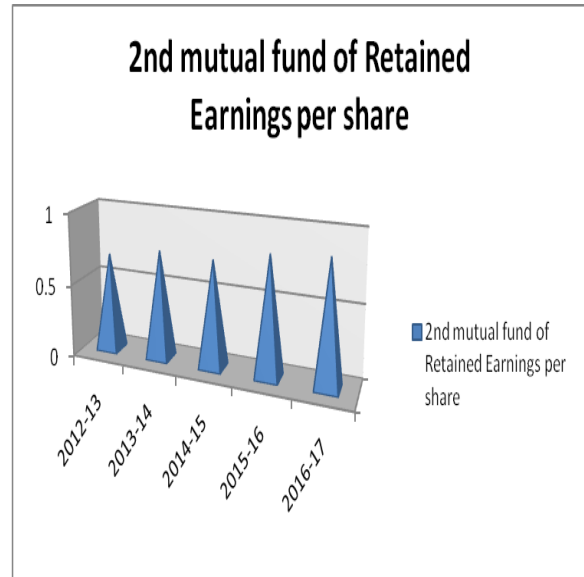 2nd mutual fund of Retained
Earnings per share
1
0.5
0
2012-13
2013-14
2014-15
2015-16
2016-17
2nd mutual fund of
Retained Earnings per
share